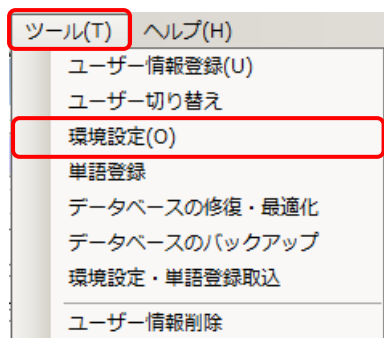 ツール(T) ヘルプ(H)
ユーザー情報登録(U)
ユーザー切り替え
環境設定(O)
単語登録
データベースの修復・最適化
データベースのバックアップ
環境設定・単語登録取込
ユーザー情報削除